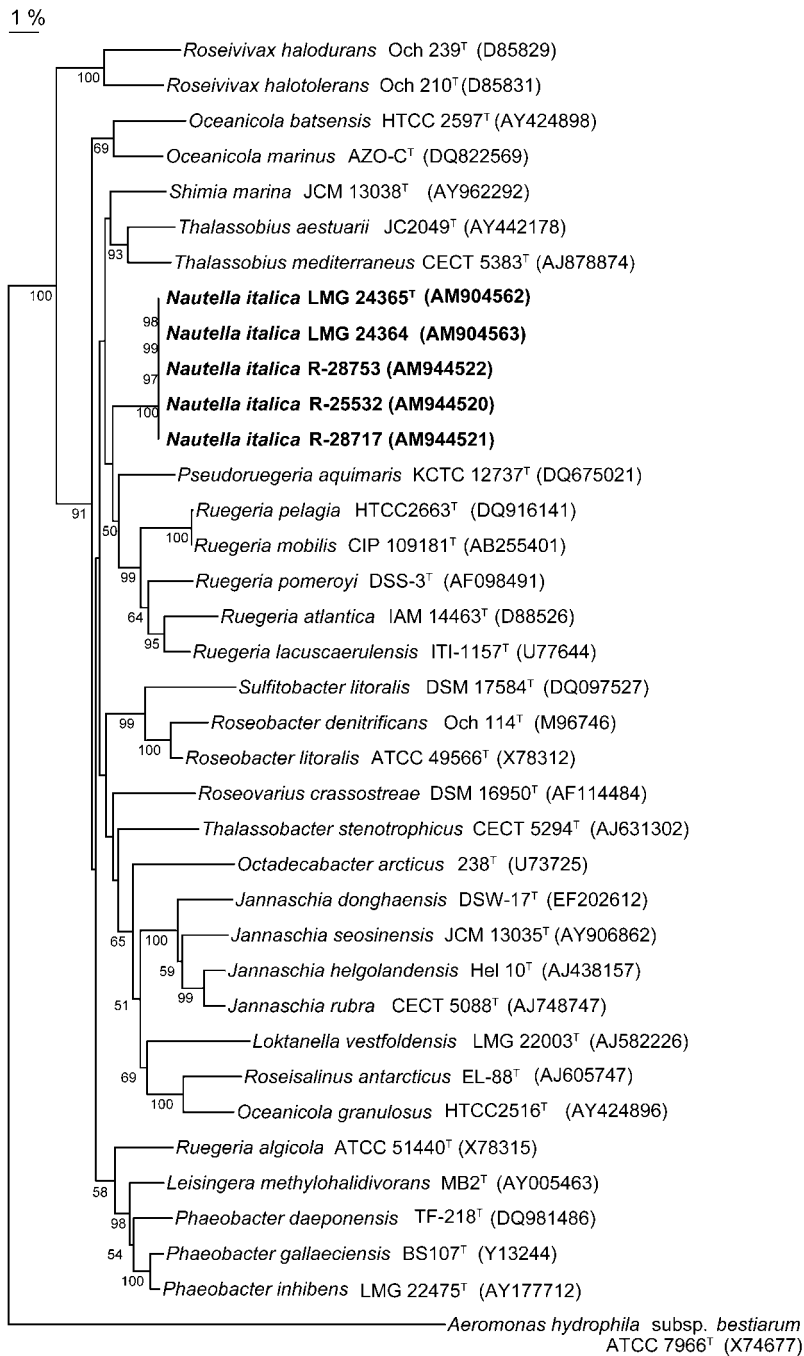 1 %
Roseivivax halodurans Och 239ᵀ (D85829)
100
Roseivivax halotolerans Och 210ᵀ (D85831)
Oceanicola batsensis HTCC 2597ᵀ (AY424898)
69
Oceanicola marinus AZO-Cᵀ (DQ822569)
Shimia marina JCM 13038ᵀ (AY962292)
Thalassobius aestuarii JC2049ᵀ (AY442178)
93
Thalassobius mediterraneus CECT 5383ᵀ (AJ878874)
100
Nautella italica LMG 24365ᵀ (AM904562)
98
Nautella italica LMG 24364 (AM904563)
99
Nautella italica R-28753 (AM944522)
97
Nautella italica R-25532 (AM944520)
100
Nautella italica R-28717 (AM944521)
Pseudoruegeria aquimaris KCTC 12737ᵀ (DQ675021)
91
Ruegeria pelagia HTCC2663ᵀ (DQ916141)
50
100
Ruegeria mobilis CIP 109181ᵀ (AB255401)
99
Ruegeria pomeroyi DSS-3ᵀ (AF098491)
64
Ruegeria atlantica IAM 14463ᵀ (D88526)
95
Ruegeria lacuscaerulensis ITI-1157ᵀ (U77644)
Sulfitobacter litoralis DSM 17584ᵀ (DQ097527)
99
Roseobacter denitrificans Och 114ᵀ (M96746)
100
Roseobacter litoralis ATCC 49566ᵀ (X78312)
Roseovarius crassostreae DSM 16950ᵀ (AF114484)
Thalassobacter stenotrophicus CECT 5294ᵀ (AJ631302)
Octadecabacter arcticus 238ᵀ (U73725)
Jannaschia donghaensis DSW-17ᵀ (EF202612)
65
100
Jannaschia seosinensis JCM 13035ᵀ (AY906862)
59
Jannaschia helgolandensis Hel 10ᵀ (AJ438157)
99
51
Jannaschia rubra CECT 5088ᵀ (AJ748747)
Loktanella vestfoldensis LMG 22003ᵀ (AJ582226)
69
Roseisalinus antarcticus EL-88ᵀ (AJ605747)
100
Oceanicola granulosus HTCC2516ᵀ (AY424896)
Ruegeria algicola ATCC 51440ᵀ (X78315)
58
Leisingera methylohalidivorans MB2ᵀ (AY005463)
98
Phaeobacter daeponensis TF-218ᵀ (DQ981486)
54
Phaeobacter gallaeciensis BS107ᵀ (Y13244)
100
Phaeobacter inhibens LMG 22475ᵀ (AY177712)
Aeromonas hydrophila subsp. bestiarum
ATCC 7966ᵀ (X74677)